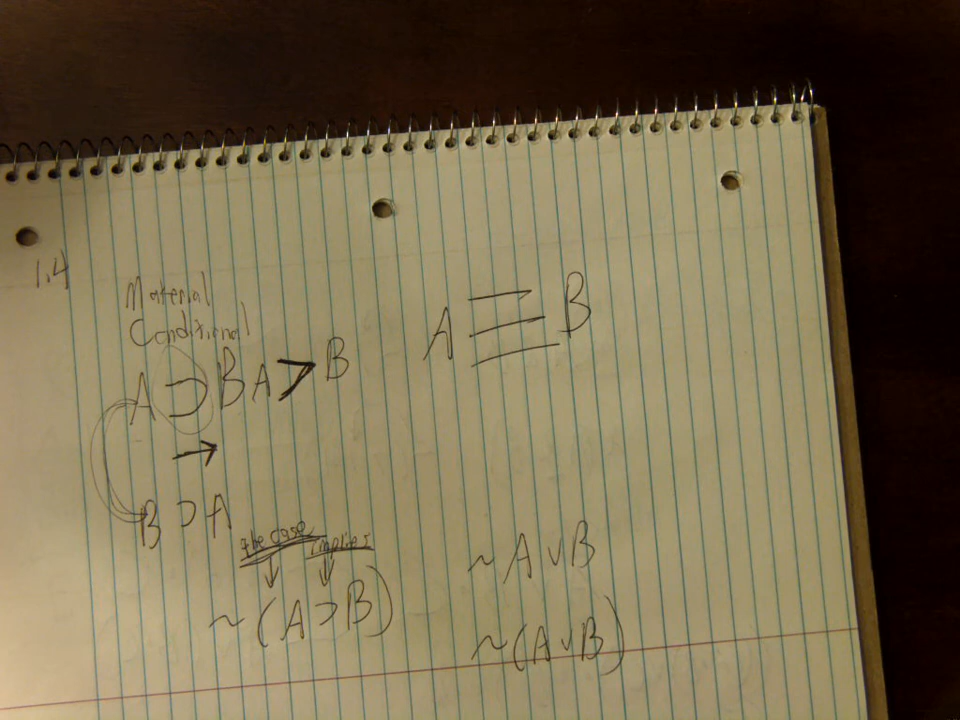 1.4
Material
Conditional
A ⊃ B A > B
A ≡ B
→
B ⊃ A
the case implies
↓ ↓
~ (A ⊃ B)
~ A v B
~ (A v B)